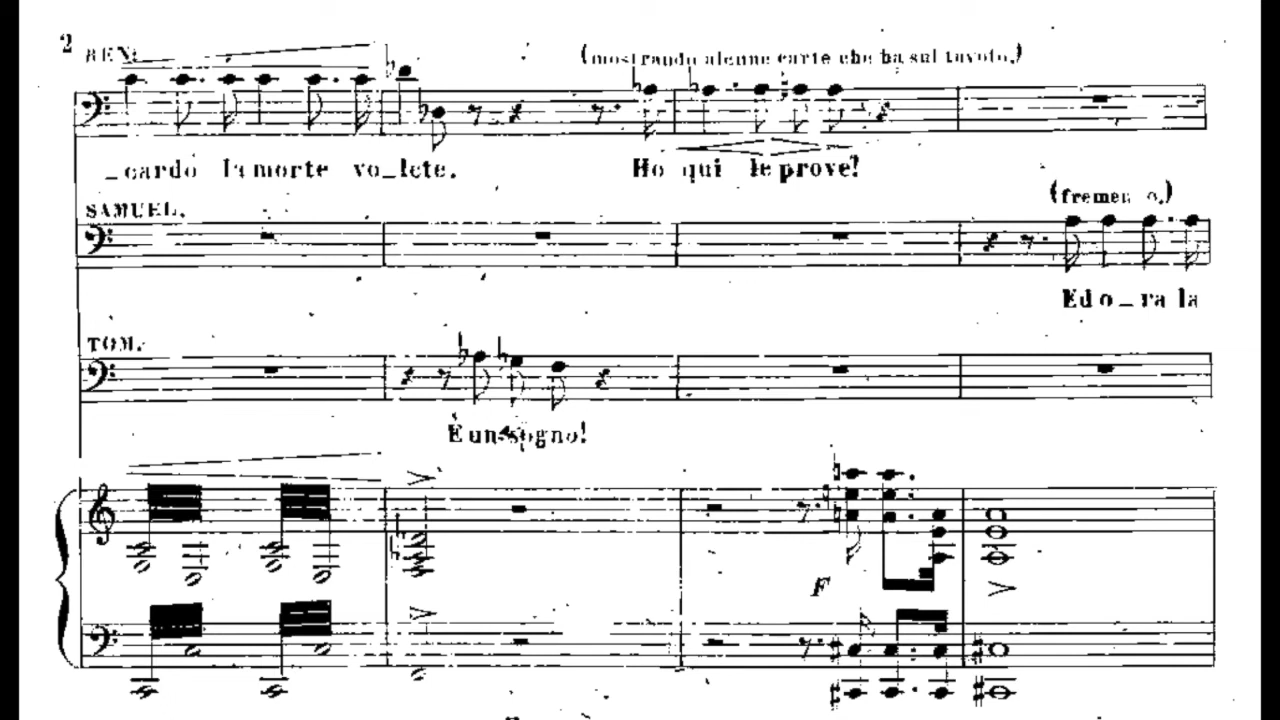 2
REN.
(mostrando alcune carte che ha sul tavolo.)
_cardo la morte vo_lete. Ho qui le prove!
SAMUEL.
(fremen o.)
Ed o_ra la
TOM.
È un sogno!
F